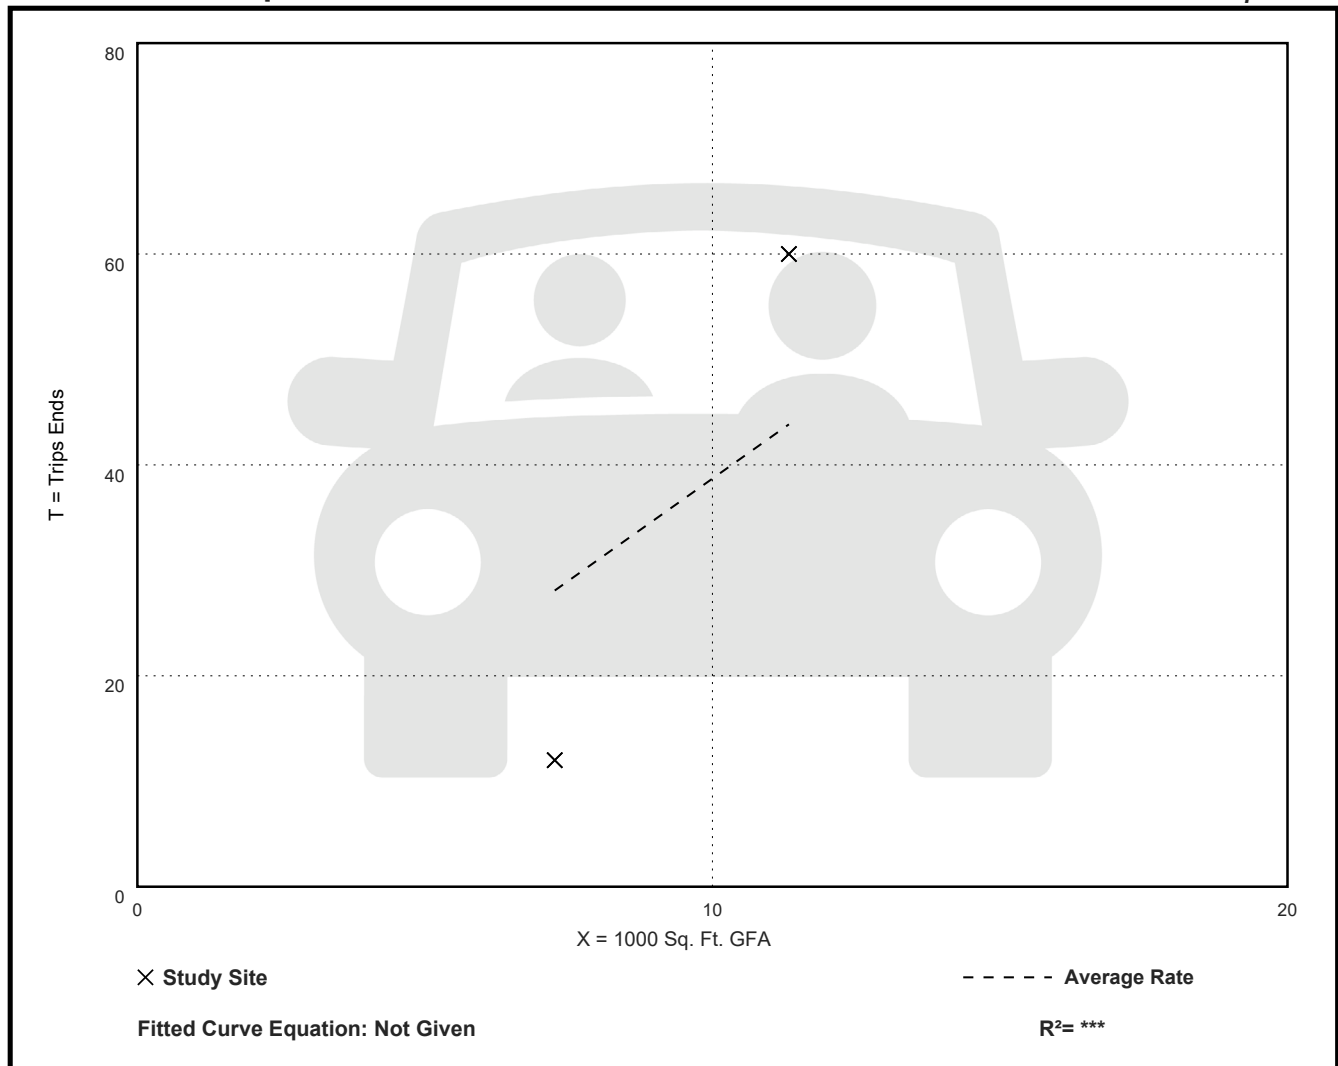 80
60
40
20
0
T = Trips Ends
0 10 20
X = 1000 Sq. Ft. GFA
Study Site
Average Rate
Fitted Curve Equation: Not Given
R²= ***